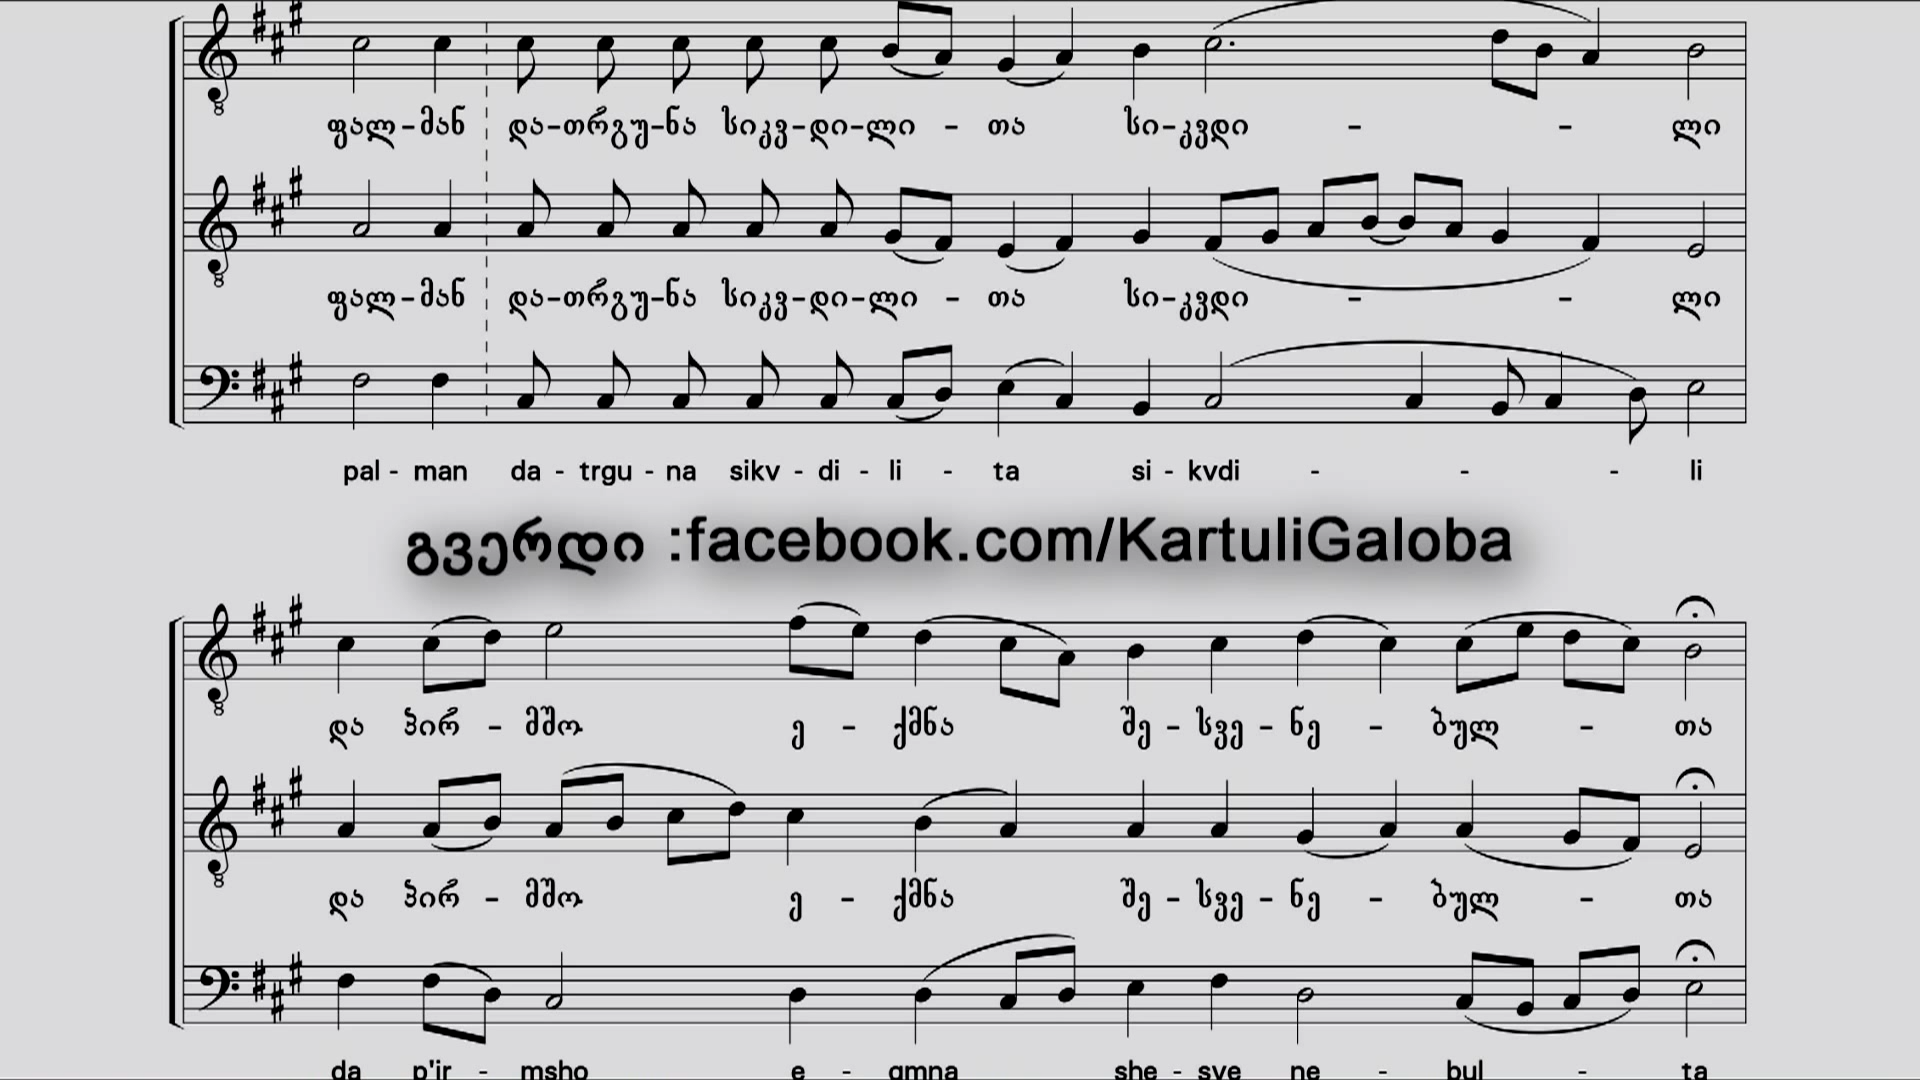 ფალ-მან და-თრგუ-ნა სიკვ-დი-ლი - თა სი-კვდი - - ლი
ფალ-მან და-თრგუ-ნა სიკვ-დი-ლი - თა სი-კვდი - - ლი
pal - man da - trgu - na sikv - di - li - ta si - kvdi - - - li
გვერდი :facebook.com/KartuliGaloba
და პირ - მშო ე - ქმნა შე - სვე - ნე - ბულ - თა
და პირ - მშო ე - ქმნა შე - სვე - ნე - ბულ - თა
da p'ir - msho e - qmna she - sve - ne - bul - ta